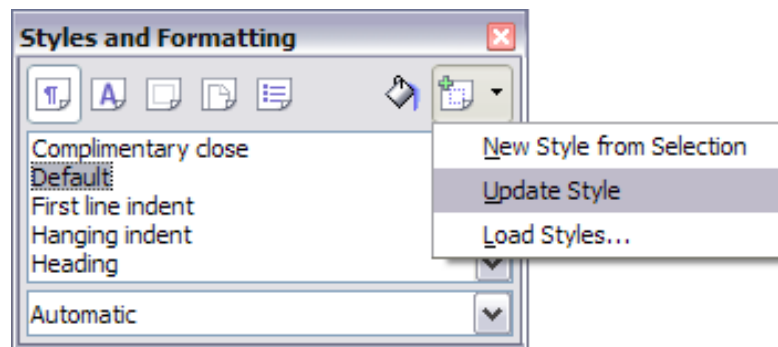 Styles and Formatting
Complimentary close
Default
First line indent
Hanging indent
Heading
Automatic
New Style from Selection
Update Style
Load Styles...